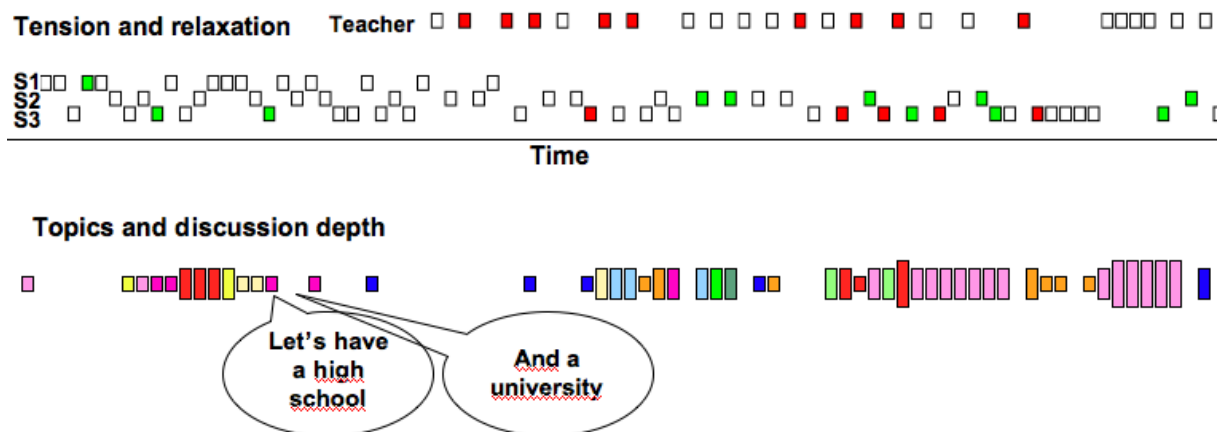 Tension and relaxation
Teacher
S1
S2
S3
Time
Topics and discussion depth
Let's have
a high
school
And a
university